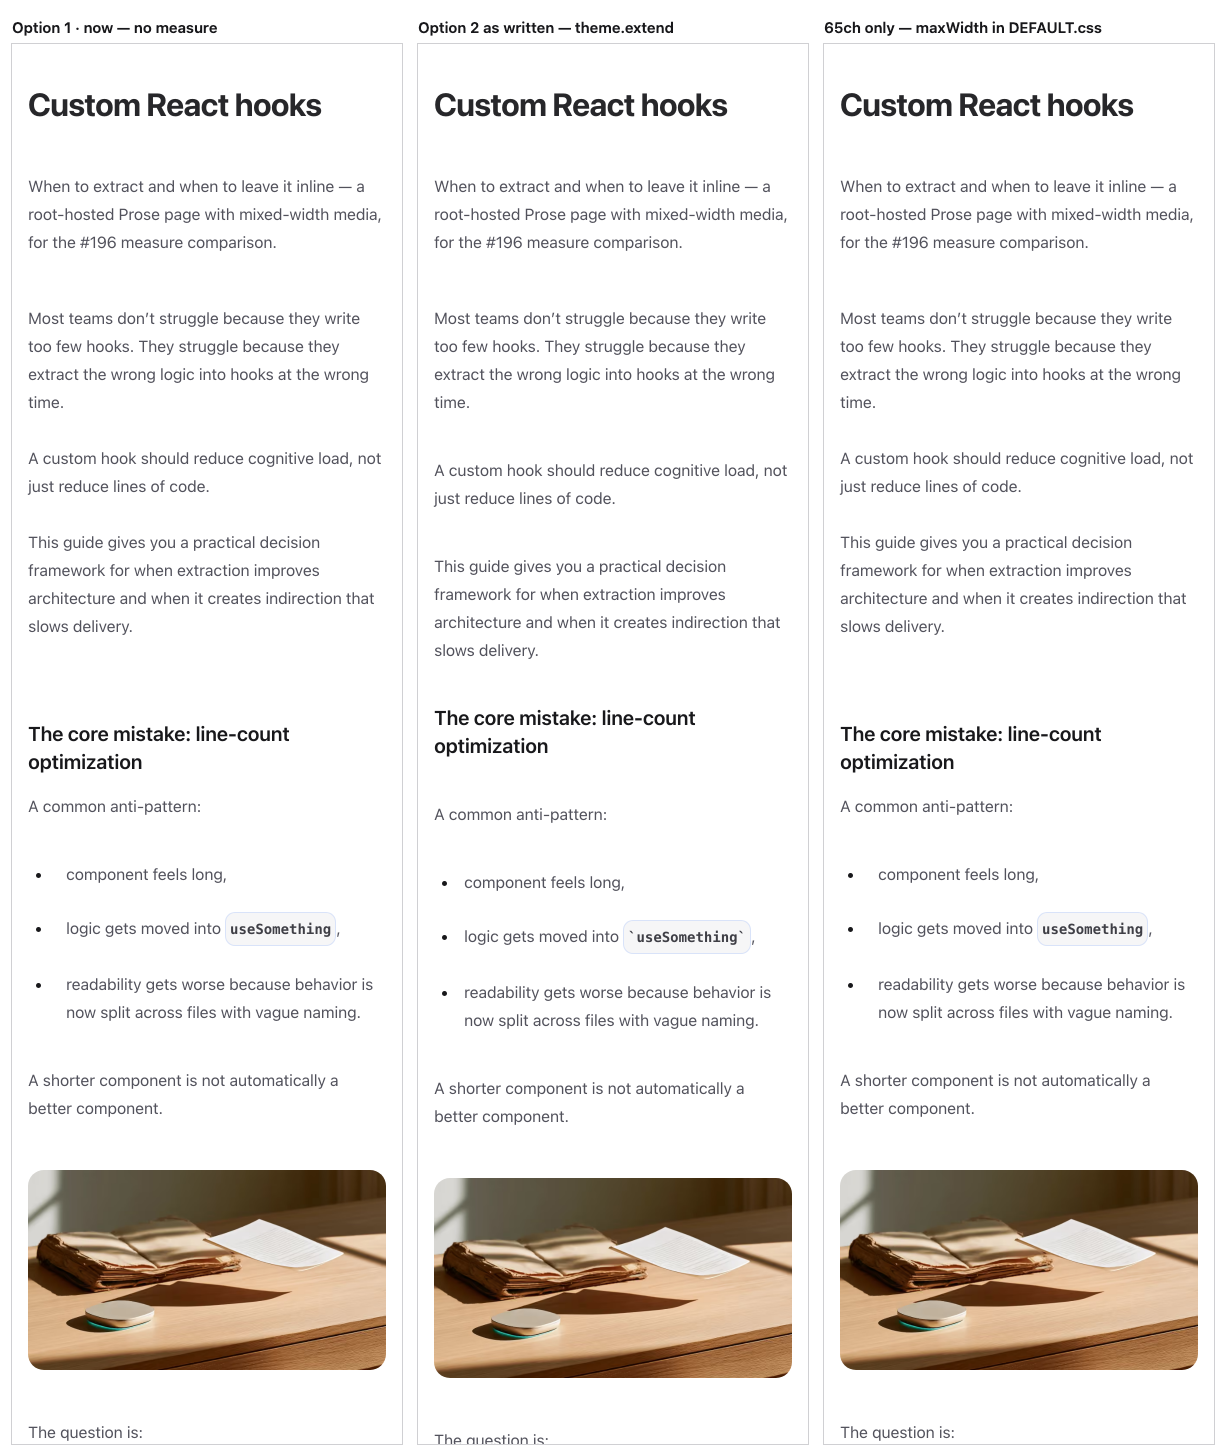 Option 1 · now — no measure
Custom React hooks
When to extract and when to leave it inline — a
root-hosted Prose page with mixed-width media,
for the #196 measure comparison.
Most teams don’t struggle because they write
too few hooks. They struggle because they
extract the wrong logic into hooks at the wrong
time.
A custom hook should reduce cognitive load, not
just reduce lines of code.
This guide gives you a practical decision
framework for when extraction improves
architecture and when it creates indirection that
slows delivery.
The core mistake: line-count
optimization
A common anti-pattern:
• component feels long,
• logic gets moved into useSomething,
• readability gets worse because behavior is
now split across files with vague naming.
A shorter component is not automatically a
better component.
The question is:
Option 2 as written — theme.extend
Custom React hooks
When to extract and when to leave it inline — a
root-hosted Prose page with mixed-width media,
for the #196 measure comparison.
Most teams don’t struggle because they write
too few hooks. They struggle because they
extract the wrong logic into hooks at the wrong
time.
A custom hook should reduce cognitive load, not
just reduce lines of code.
This guide gives you a practical decision
framework for when extraction improves
architecture and when it creates indirection that
slows delivery.
The core mistake: line-count
optimization
A common anti-pattern:
• component feels long,
• logic gets moved into `useSomething`,
• readability gets worse because behavior is
now split across files with vague naming.
A shorter component is not automatically a
better component.
The question is:
65ch only — maxWidth in DEFAULT.css
Custom React hooks
When to extract and when to leave it inline — a
root-hosted Prose page with mixed-width media,
for the #196 measure comparison.
Most teams don’t struggle because they write
too few hooks. They struggle because they
extract the wrong logic into hooks at the wrong
time.
A custom hook should reduce cognitive load, not
just reduce lines of code.
This guide gives you a practical decision
framework for when extraction improves
architecture and when it creates indirection that
slows delivery.
The core mistake: line-count
optimization
A common anti-pattern:
• component feels long,
• logic gets moved into useSomething,
• readability gets worse because behavior is
now split across files with vague naming.
A shorter component is not automatically a
better component.
The question is: